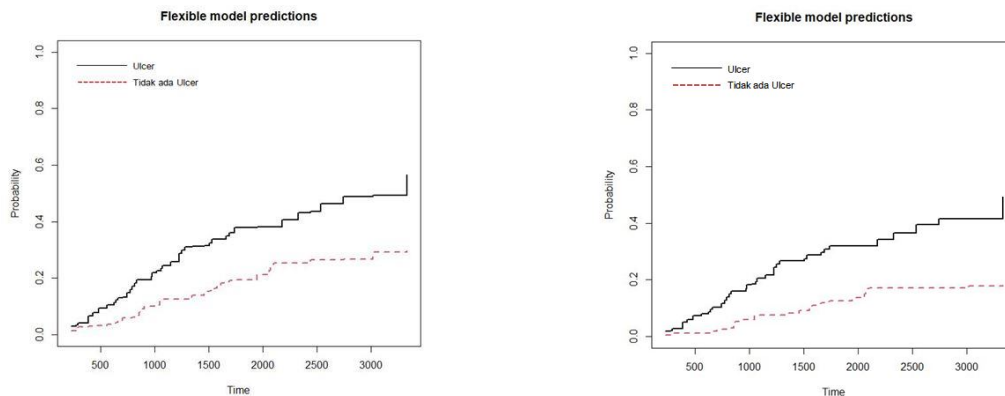 Flexible model predictions
1.0
0.8
0.6
0.4
0.2
0.0
Probability
Ulcer
Tidak ada Ulcer
500
1000
1500
2000
2500
3000
Time
Flexible model predictions
1.0
0.8
0.6
0.4
0.2
0.0
Probability
Ulcer
Tidak ada Ulcer
500
1000
1500
2000
2500
3000
Time